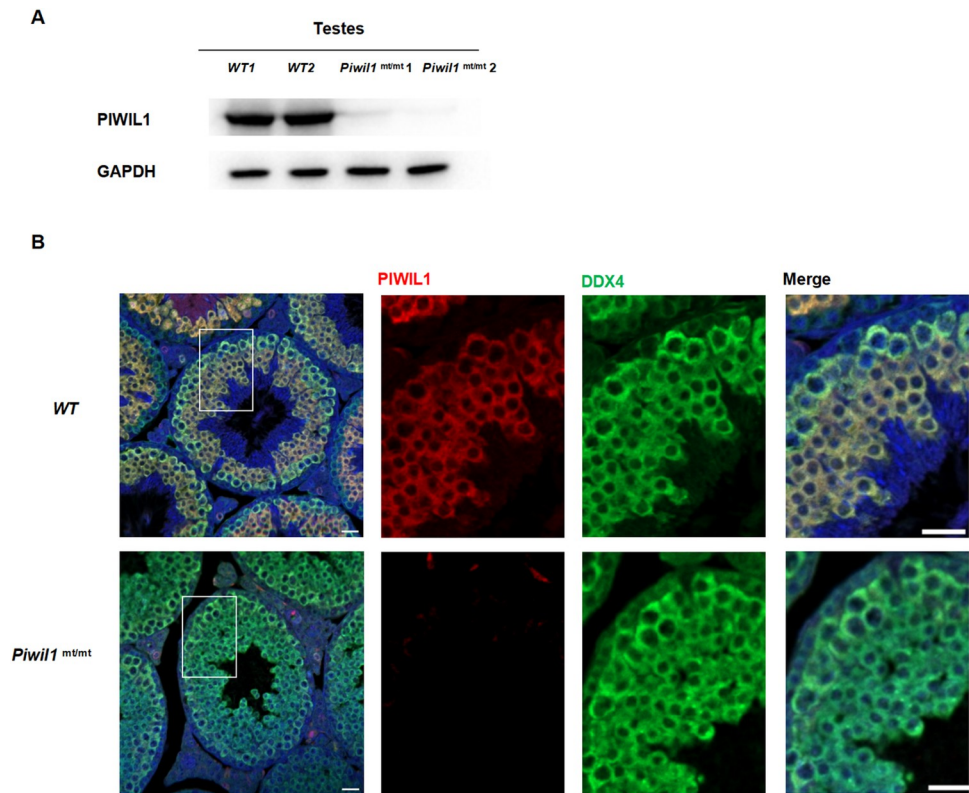 A
Testes
WT1 WT2 Piwil1 mt/mt 1 Piwil1 mt/mt 2
PIWIL1
GAPDH
B
PIWIL1 DDX4 Merge
WT
Piwil1 mt/mt